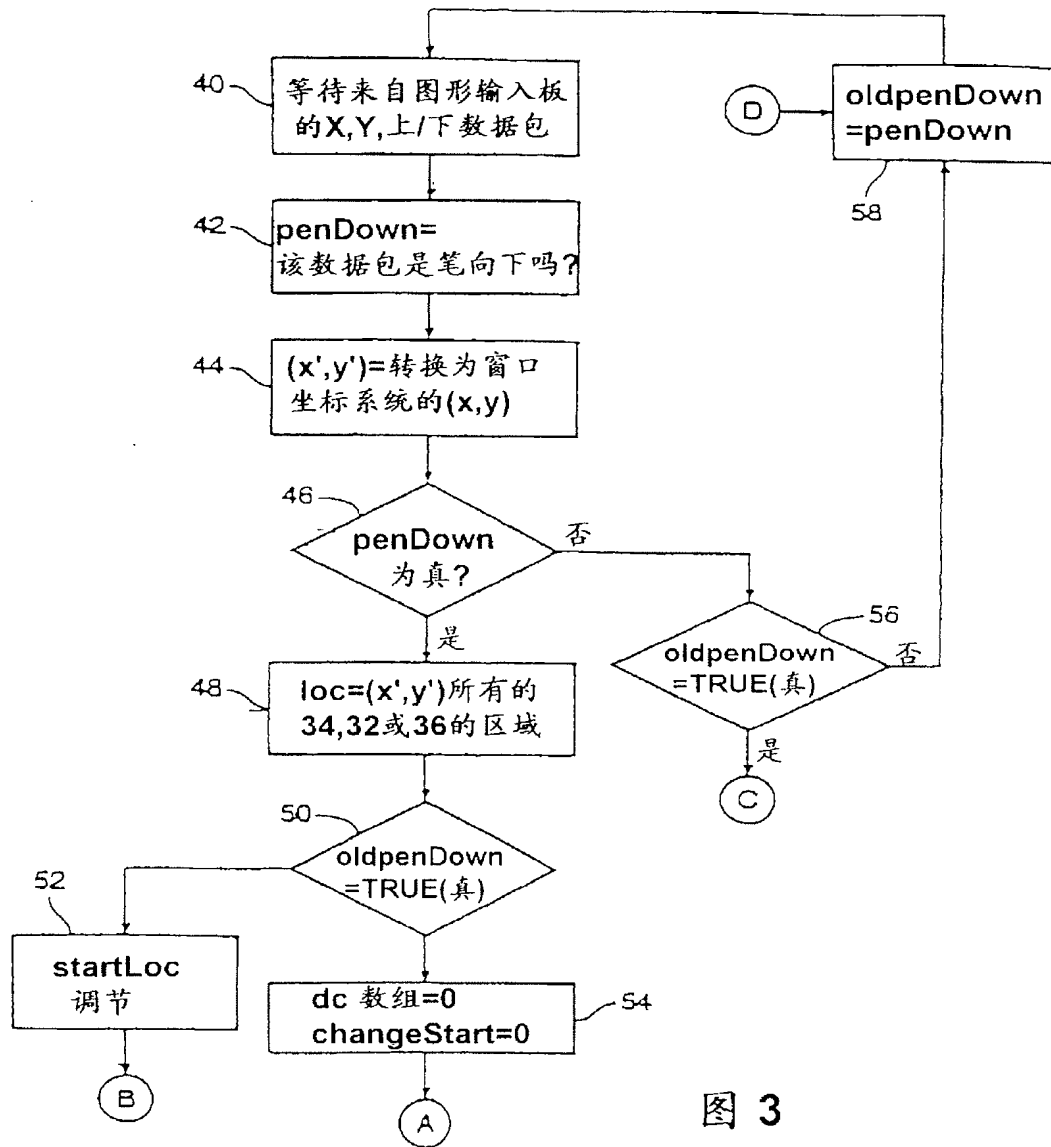 40
等待来自图形输入板
的X,Y,上/下数据包
D
oldpenDown
=penDown
58
42
penDown=
该数据包是笔向下吗?
44
(x',y')=转换为窗口
坐标系统的(x,y)
46
penDown
为真?
否
是
56
oldpenDown
=TRUE(真)
否
是
C
48
loc=(x',y')所有的
34,32或36的区域
50
oldpenDown
=TRUE(真)
52
startLoc
调节
B
dc 数组=0
changeStart=0
54
A
图 3